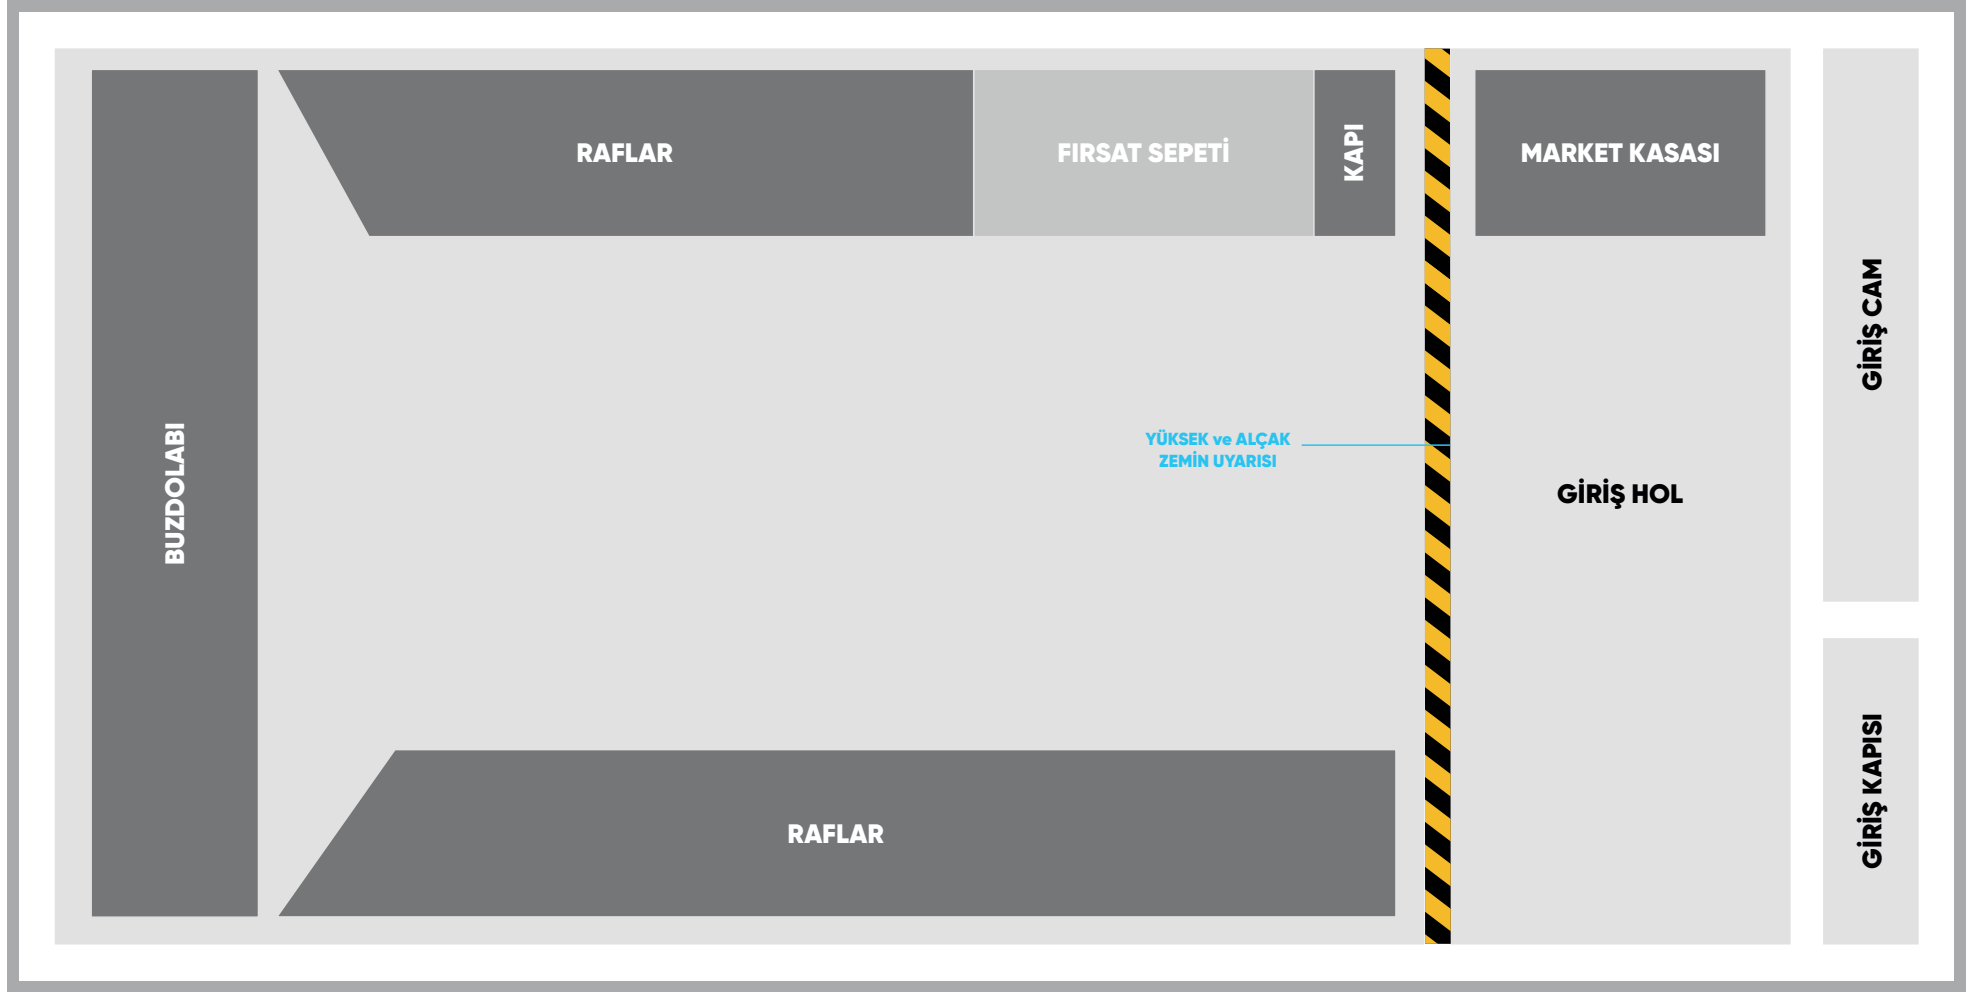 RAFLAR
FIRSAT SEPETİ
KAPI
MARKET KASASI
GİRİŞ CAM
BUZDOLABI
YÜKSEK ve ALÇAK
ZEMİN UYARISI
GİRİŞ HOL
RAFLAR
GİRİŞ KAPISI